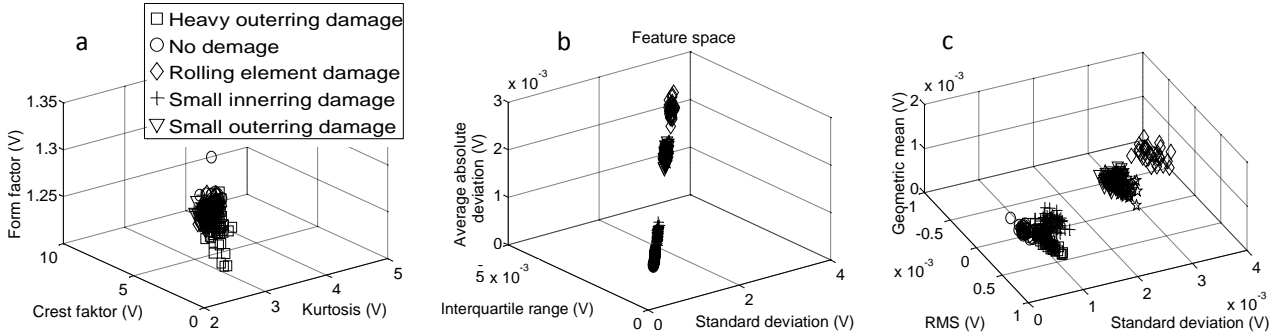 Heavy outerring damage
No demage
Rolling element damage
Small innerring damage
Small outerring damage
a
Form factor (V)
1.35
1.3
1.25
10
5
0
2
3
4
5
Crest faktor (V)
Kurtosis (V)
b
Feature space
x 10⁻³
Average absolute
deviation (V)
3
2
1
0
5 x 10⁻³
0
0
2
4
Interquartile range (V)
Standard deviation (V)
c
x 10⁻³
Geometric mean (V)
2
1
0
1
-0.5
0
0.5
1
x 10⁻³
0
1
2
3
4
x 10⁻³
RMS (V)
Standard deviation (V)